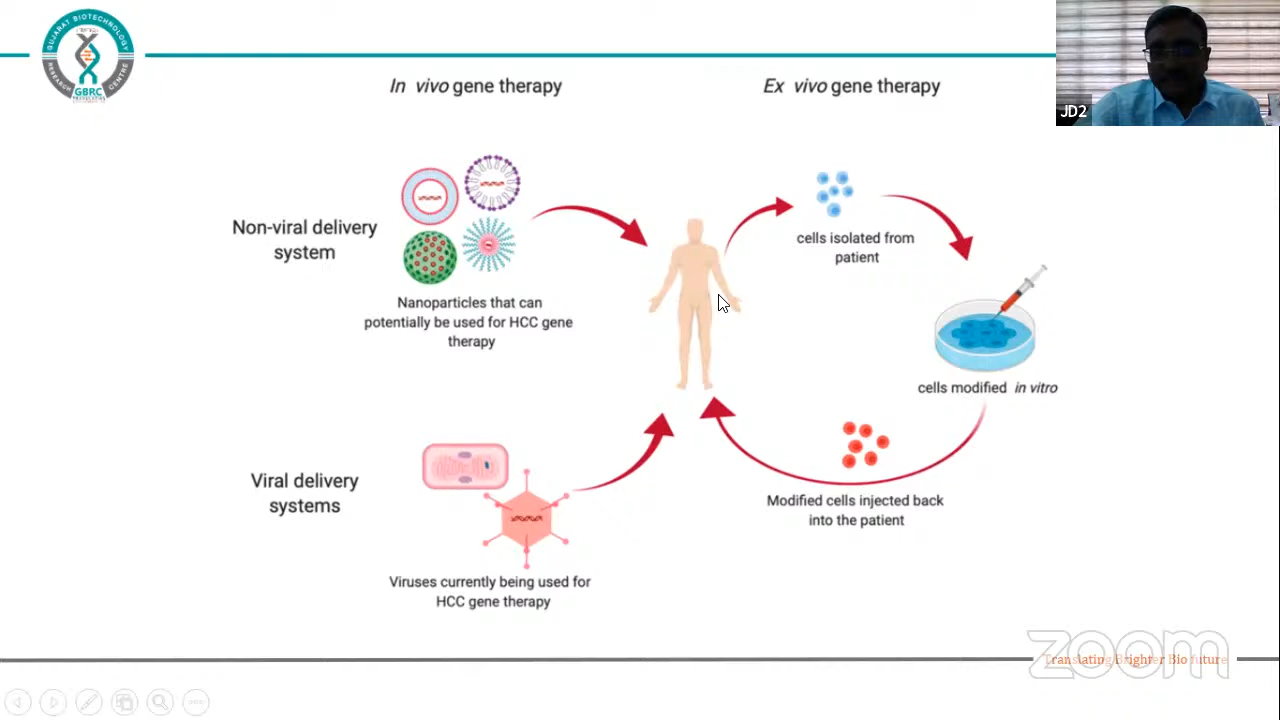 GUJARAT BIOTECHNOLOGY
RESEARCH CENTRE
GBRC
In vivo gene therapy
Ex vivo gene therapy
JD2
Non-viral delivery
system
cells isolated from
patient
Nanoparticles that can
potentially be used for HCC gene
therapy
cells modified in vitro
Viral delivery
systems
Modified cells injected back
into the patient
Viruses currently being used for
HCC gene therapy
zoom
Translating Brighter Bio future